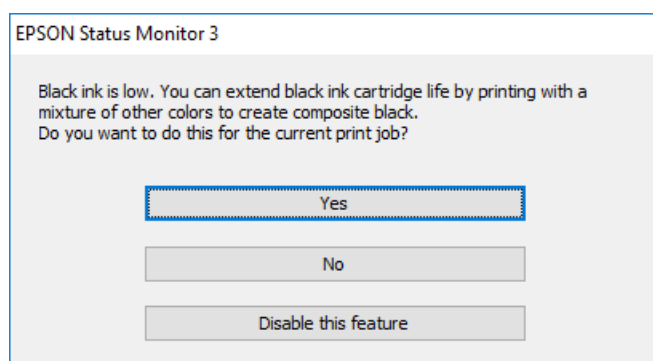 EPSON Status Monitor 3
Black ink is low. You can extend black ink cartridge life by printing with a
mixture of other colors to create composite black.
Do you want to do this for the current print job?
Yes
No
Disable this feature